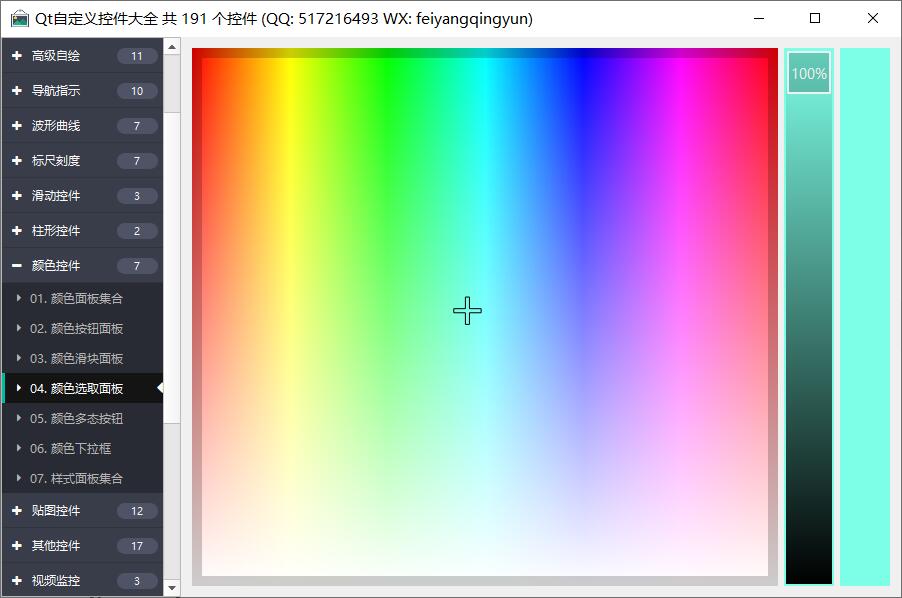 Qt自定义控件大全 共 191 个控件 (QQ: 517216493 WX: feiyangqingyun)
高级自绘 11
导航指示 10
波形曲线 7
标尺刻度 7
滑动控件 3
柱形控件 2
颜色控件 7
01. 颜色面板集合
02. 颜色按钮面板
03. 颜色滑块面板
04. 颜色选取面板
05. 颜色多态按钮
06. 颜色下拉框
07. 样式面板集合
贴图控件 12
其他控件 17
视频监控 3
100%